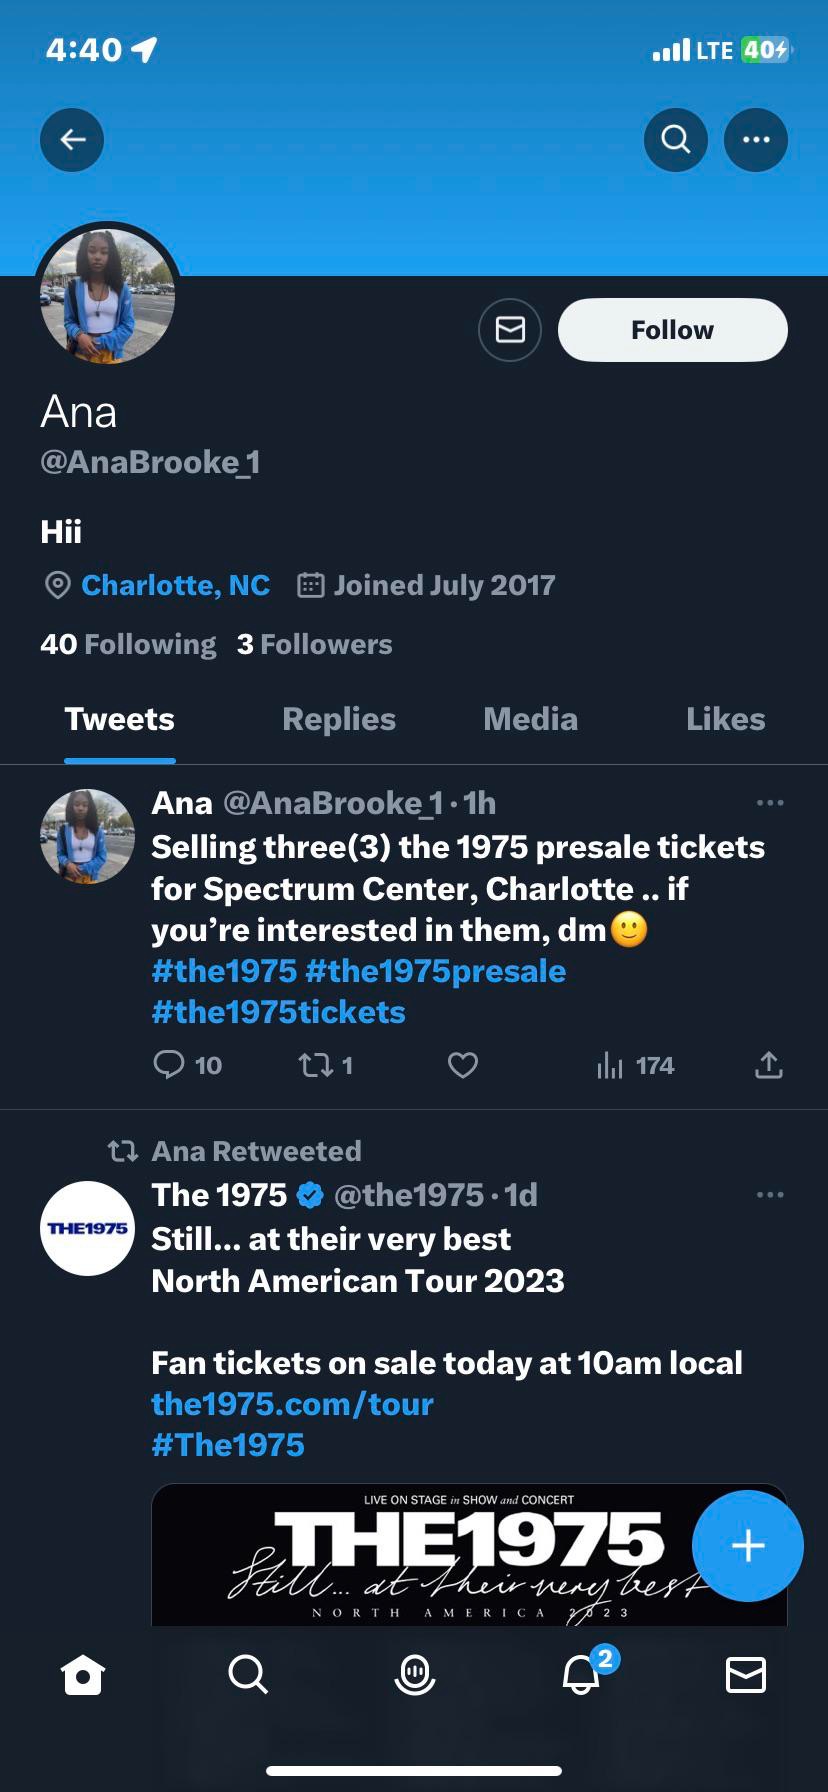 4:40
LTE 40
Follow
Ana
@AnaBrooke_1
Hii
Charlotte, NC Joined July 2017
40 Following 3 Followers
Tweets Replies Media Likes
Ana @AnaBrooke_1 · 1h
Selling three(3) the 1975 presale tickets
for Spectrum Center, Charlotte .. if
you’re interested in them, dm🙂
#the1975 #the1975presale
#the1975tickets
10 1 174
Ana Retweeted
THE1975
The 1975 @the1975 · 1d
Still... at their very best
North American Tour 2023
Fan tickets on sale today at 10am local
the1975.com/tour
#The1975
LIVE ON STAGE in SHOW and CONCERT
THE1975
Still... at their very best
NORTH AMERICA 2023
2